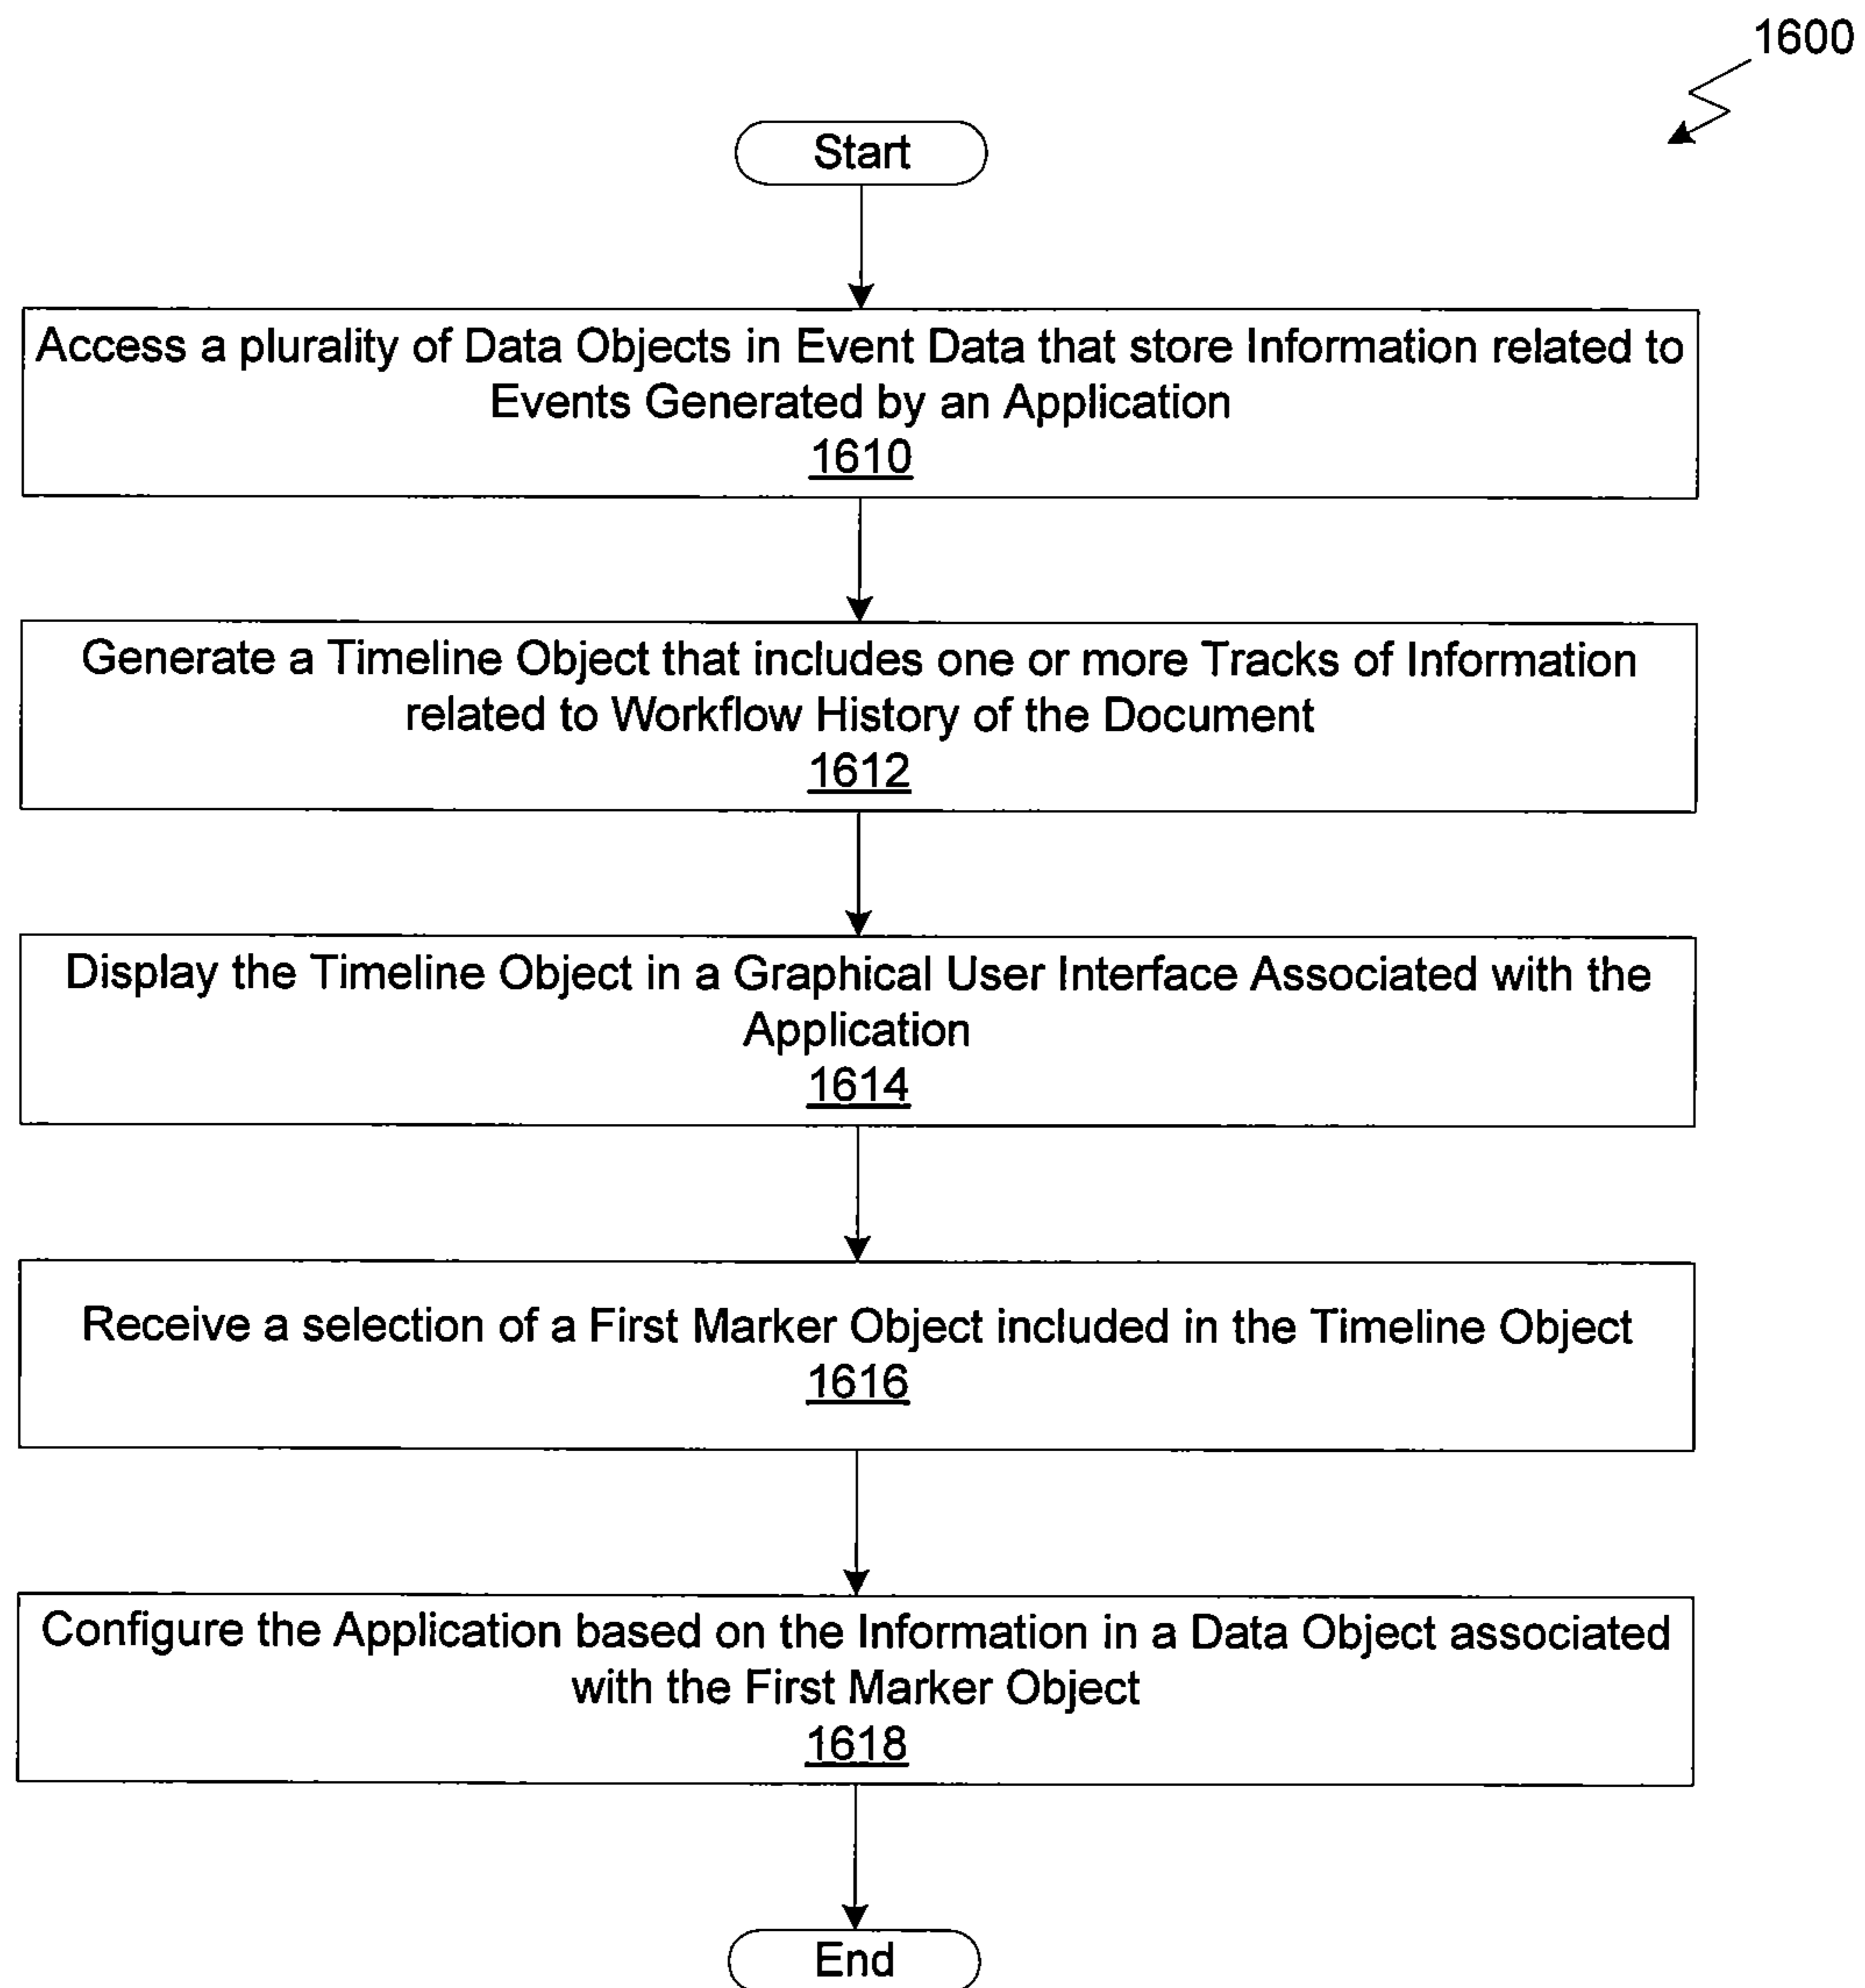 1600
Start
Access a plurality of Data Objects in Event Data that store Information related to
Events Generated by an Application
1610
Generate a Timeline Object that includes one or more Tracks of Information
related to Workflow History of the Document
1612
Display the Timeline Object in a Graphical User Interface Associated with the
Application
1614
Receive a selection of a First Marker Object included in the Timeline Object
1616
Configure the Application based on the Information in a Data Object associated
with the First Marker Object
1618
End